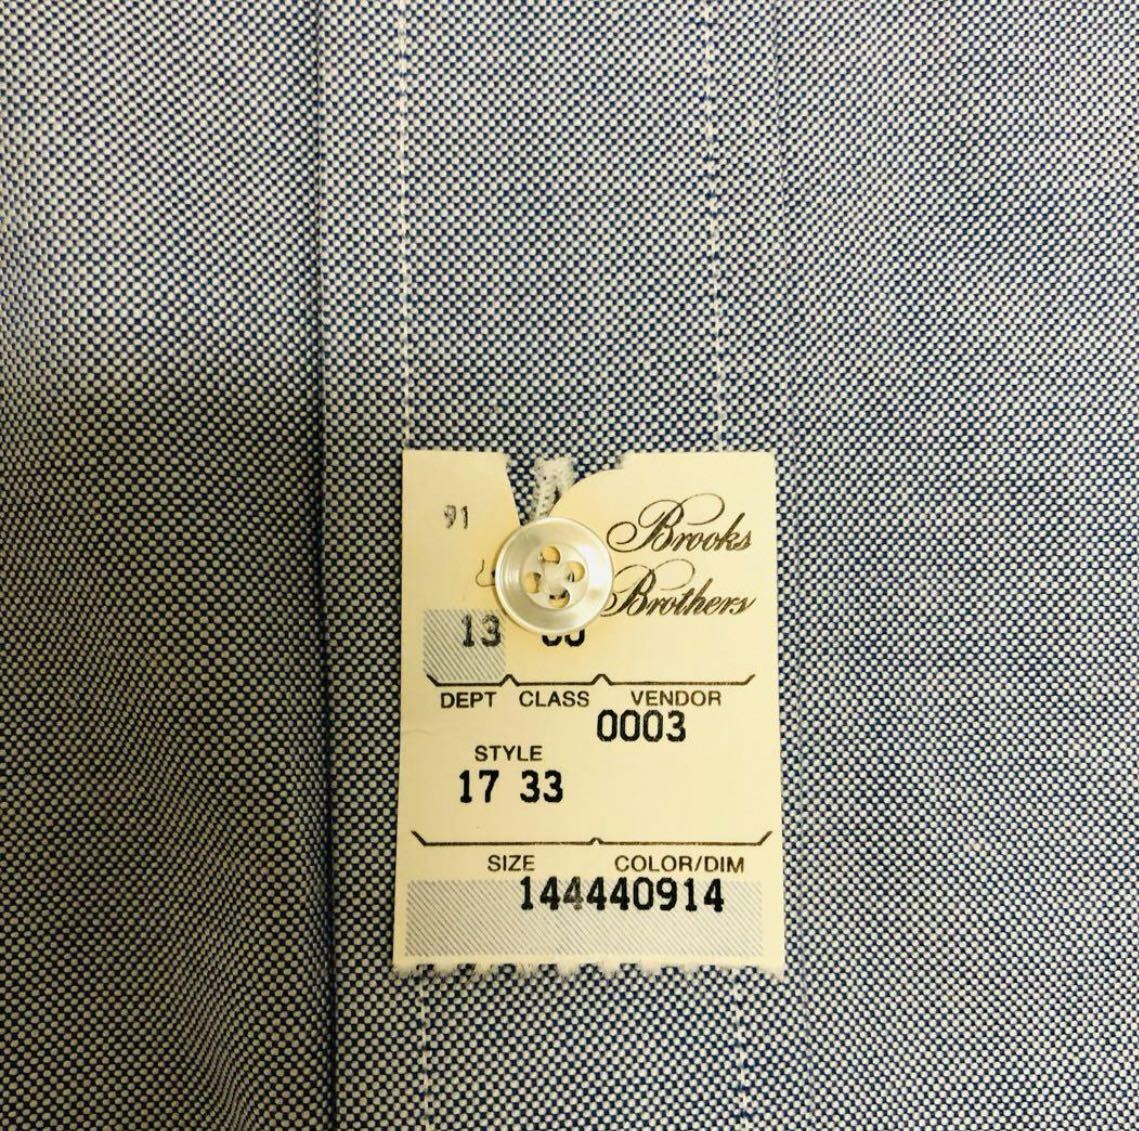 91
Brooks
Brothers
13
DEPT CLASS VENDOR
0003
STYLE
17 33
SIZE COLOR/DIM
144440914